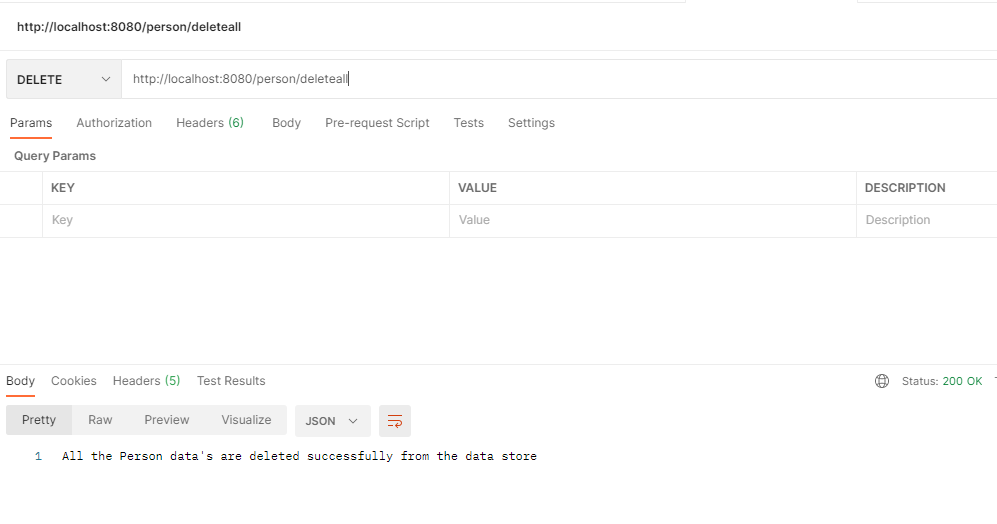 http://localhost:8080/person/deleteall
DELETE http://localhost:8080/person/deleteall
Params Authorization Headers (6) Body Pre-request Script Tests Settings
Query Params
KEY VALUE DESCRIPTION
Key Value Description
Body Cookies Headers (5) Test Results Status: 200 OK
Pretty Raw Preview Visualize JSON
1 All the Person data's are deleted successfully from the data store